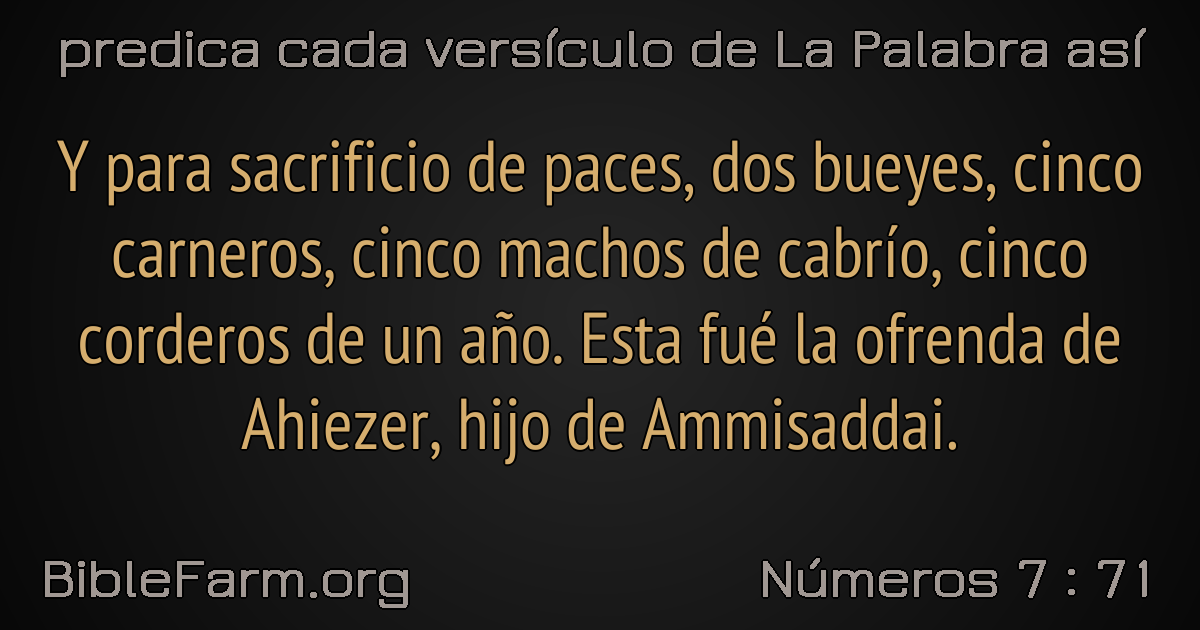 predica cada versículo de La Palabra así
Y para sacrificio de paces, dos bueyes, cinco
carneros, cinco machos de cabrío, cinco
corderos de un año. Esta fué la ofrenda de
Ahiezer, hijo de Ammisaddai.
BibleFarm.org
Números 7 : 71